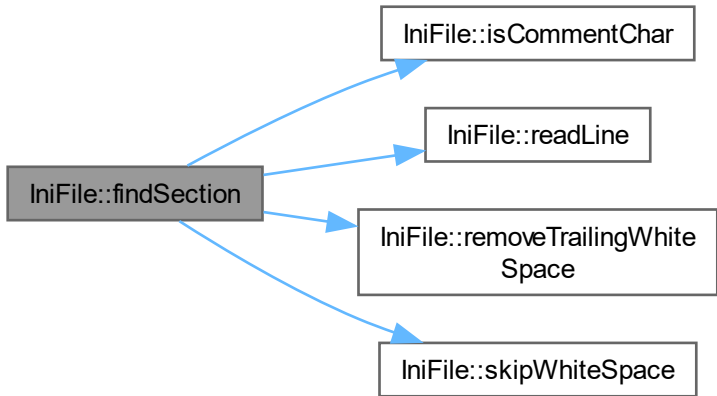 IniFile::isCommentChar
IniFile::readLine
IniFile::findSection
IniFile::removeTrailingWhite
Space
IniFile::skipWhiteSpace